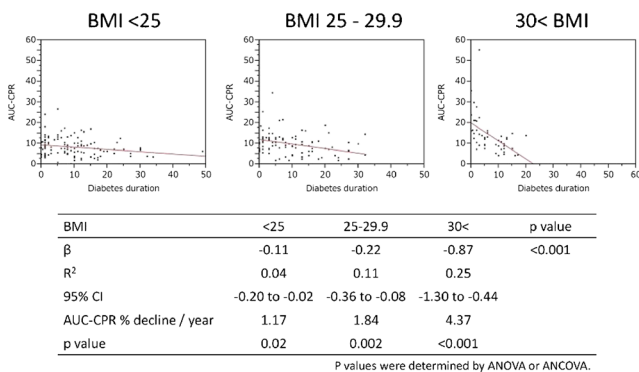 BMI <25 BMI 25 - 29.9 30< BMI
60 60 60
50 50 50
40 40 40
30 30 30
20 20 20
10 10 10
0 0 0
AUC-CPR AUC-CPR AUC-CPR
0 10 20 30 40 50 0 10 20 30 40 50 0 10 20 30 40 50 60
Diabetes duration Diabetes duration Diabetes duration
BMI <25 25-29.9 30< p value
β -0.11 -0.22 -0.87 <0.001
R² 0.04 0.11 0.25
95% CI -0.20 to -0.02 -0.36 to -0.08 -1.30 to -0.44
AUC-CPR % decline / year 1.17 1.84 4.37
p value 0.02 0.002 <0.001
P values were determined by ANOVA or ANCOVA.